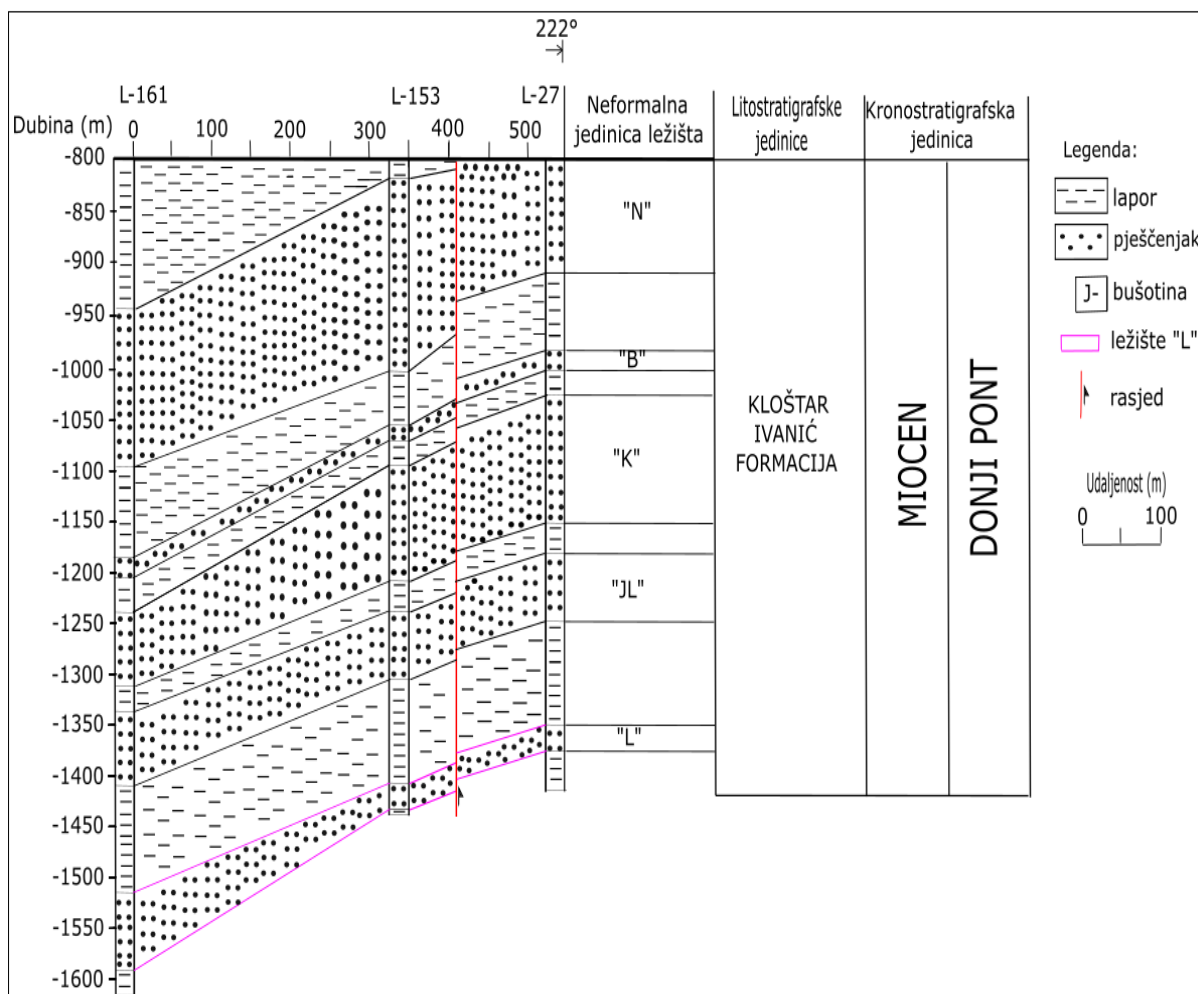 222°
L-161
L-153
L-27
Dubina (m)
0 100 200 300 400 500
Neformalna
jedinica ležišta
Litostratigrafske
jedinice
Kronostratigrafska
jedinica
-800
-850
-900
-950
-1000
-1050
-1100
-1150
-1200
-1250
-1300
-1350
-1400
-1450
-1500
-1550
-1600
"N"
"B"
"K"
"JL"
"L"
KLOŠTAR
IVANIĆ
FORMACIJA
MIOCEN
DONJI PONT
Legenda:
lapor
pješčenjak
J- bušotina
ležište "L"
rasjed
Udaljenost (m)
0 100